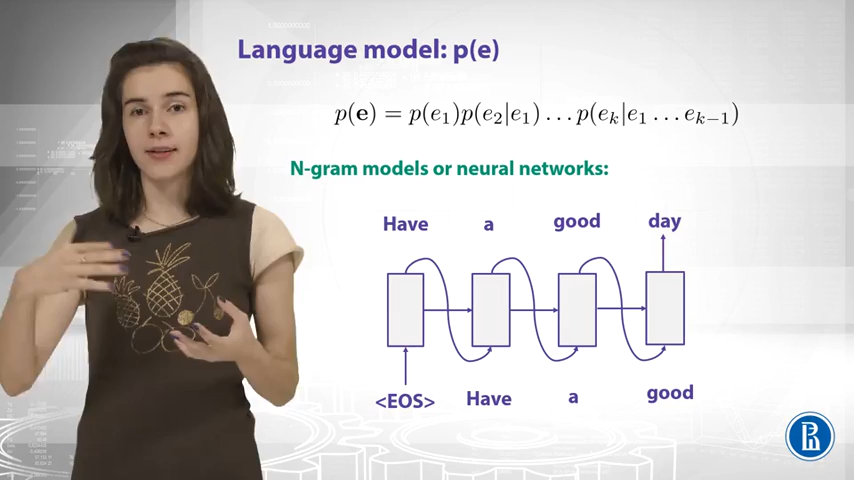 Language model: p(e)
p(e) = p(e₁)p(e₂|e₁) … p(eₖ|e₁ … eₖ₋₁)
N-gram models or neural networks:
Have a good day
<EOS> Have a good